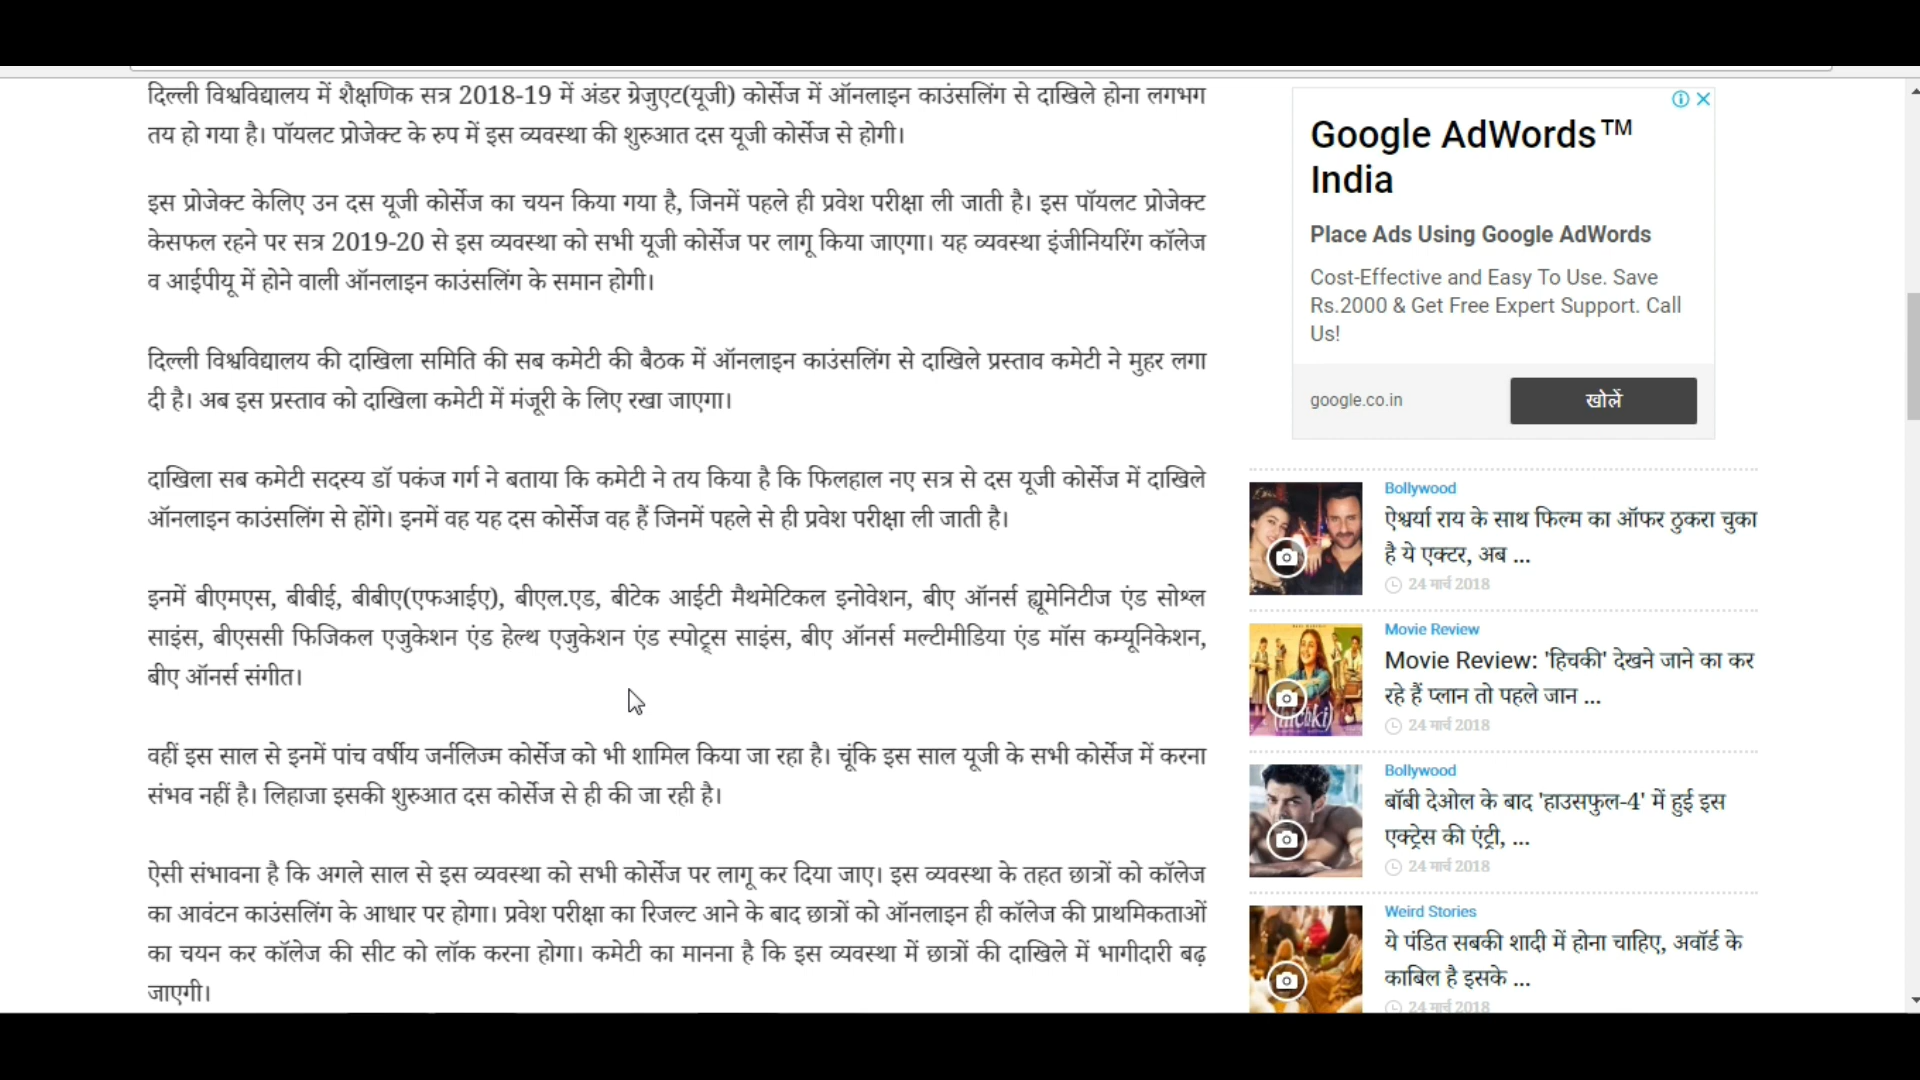 दिल्ली विश्वविद्यालय में शैक्षणिक सत्र 2018-19 में अंडर ग्रेजुएट(यूजी) कोर्सेज में ऑनलाइन काउंसलिंग से दाखिले होना लगभग
तय हो गया है। पॉयलट प्रोजेक्ट के रुप में इस व्यवस्था की शुरुआत दस यूजी कोर्सेज से होगी।
इस प्रोजेक्ट केलिए उन दस यूजी कोर्सेज का चयन किया गया है, जिनमें पहले ही प्रवेश परीक्षा ली जाती है। इस पॉयलट प्रोजेक्ट
केसफल रहने पर सत्र 2019-20 से इस व्यवस्था को सभी यूजी कोर्सेज पर लागू किया जाएगा। यह व्यवस्था इंजीनियरिंग कॉलेज
व आईपीयू में होने वाली ऑनलाइन काउंसलिंग के समान होगी।
दिल्ली विश्वविद्यालय की दाखिला समिति की सब कमेटी की बैठक में ऑनलाइन काउंसलिंग से दाखिले प्रस्ताव कमेटी ने मुहर लगा
दी है। अब इस प्रस्ताव को दाखिला कमेटी में मंजूरी के लिए रखा जाएगा।
दाखिला सब कमेटी सदस्य डॉ पकंज गर्ग ने बताया कि कमेटी ने तय किया है कि फिलहाल नए सत्र से दस यूजी कोर्सेज में दाखिले
ऑनलाइन काउंसलिंग से होंगे। इनमें वह यह दस कोर्सेज वह हैं जिनमें पहले से ही प्रवेश परीक्षा ली जाती है।
इनमें बीएमएस, बीबीई, बीबीए(एफआईए), बीएल.एड, बीटेक आईटी मैथमेटिकल इनोवेशन, बीए ऑनर्स ह्यूमेनिटीज एंड सोश्ल
साइंस, बीएससी फिजिकल एजुकेशन एंड हेल्थ एजुकेशन एंड स्पोट्र्स साइंस, बीए ऑनर्स मल्टीमीडिया एंड मॉस कम्यूनिकेशन,
बीए ऑनर्स संगीत।
वहीं इस साल से इनमें पांच वर्षीय जर्नलिज्म कोर्सेज को भी शामिल किया जा रहा है। चूंकि इस साल यूजी के सभी कोर्सेज में करना
संभव नहीं है। लिहाजा इसकी शुरुआत दस कोर्सेज से ही की जा रही है।
ऐसी संभावना है कि अगले साल से इस व्यवस्था को सभी कोर्सेज पर लागू कर दिया जाए। इस व्यवस्था के तहत छात्रों को कॉलेज
का आवंटन काउंसलिंग के आधार पर होगा। प्रवेश परीक्षा का रिजल्ट आने के बाद छात्रों को ऑनलाइन ही कॉलेज की प्राथमिकताओं
का चयन कर कॉलेज की सीट को लॉक करना होगा। कमेटी का मानना है कि इस व्यवस्था में छात्रों की दाखिले में भागीदारी बढ़
जाएगी।
Google AdWords™
India
Place Ads Using Google AdWords
Cost-Effective and Easy To Use. Save
Rs.2000 & Get Free Expert Support. Call
Us!
google.co.in
खोलें
Bollywood
ऐश्वर्या राय के साथ फिल्म का ऑफर ठुकरा चुका
है ये एक्टर, अब ...
24 मार्च 2018
Movie Review
Movie Review: 'हिचकी' देखने जाने का कर
रहे हैं प्लान तो पहले जान ...
24 मार्च 2018
Bollywood
बॉबी देओल के बाद 'हाउसफुल-4' में हुई इस
एक्ट्रेस की एंट्री, ...
24 मार्च 2018
Weird Stories
ये पंडित सबकी शादी में होना चाहिए, अवॉर्ड के
काबिल है इसके ...
24 मार्च 2018